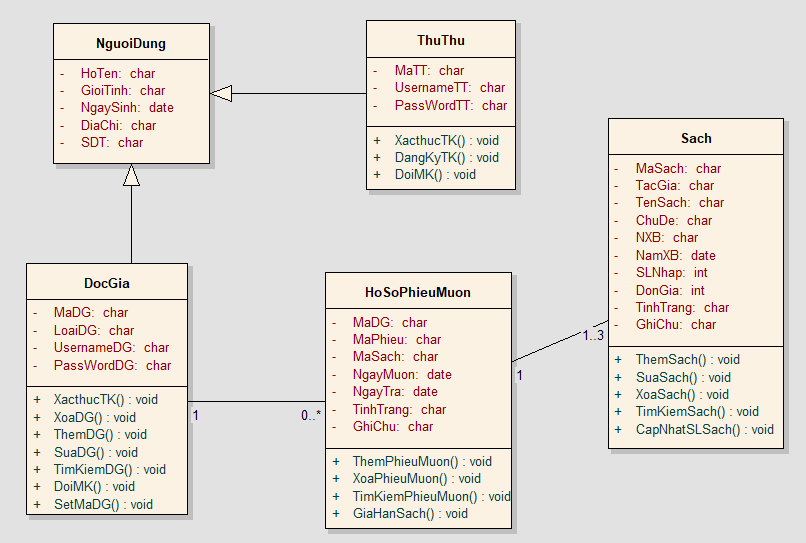 NguoiDung
- HoTen: char
- GioiTinh: char
- NgaySinh: date
- DiaChi: char
- SDT: char
ThuThu
- MaTT: char
- UsernameTT: char
- PassWordTT: char
+ XacthucTK() : void
+ DangKyTK() : void
+ DoiMK() : void
Sach
- MaSach: char
- TacGia: char
- TenSach: char
- ChuDe: char
- NXB: char
- NamXB: date
- SLNhap: int
- DonGia: int
- TinhTrang: char
- GhiChu: char
+ ThemSach() : void
+ SuaSach() : void
+ XoaSach() : void
+ TimKiemSach() : void
+ CapNhatSLSach() : void
DocGia
- MaDG: char
- LoaiDG: char
- UsernameDG: char
- PassWordDG: char
+ XacthucTK() : void
+ XoaDG() : void
+ ThemDG() : void
+ SuaDG() : void
+ TimKiemDG() : void
+ DoiMK() : void
+ SetMaDG() : void
1
0..*
HoSoPhieuMuon
- MaDG: char
- MaPhieu: char
- MaSach: char
- NgayMuon: date
- NgayTra: date
- TinhTrang: char
- GhiChu: char
+ ThemPhieuMuon() : void
+ XoaPhieuMuon() : void
+ TimKiemPhieuMuon() : void
+ GiaHanSach() : void
1
1..3